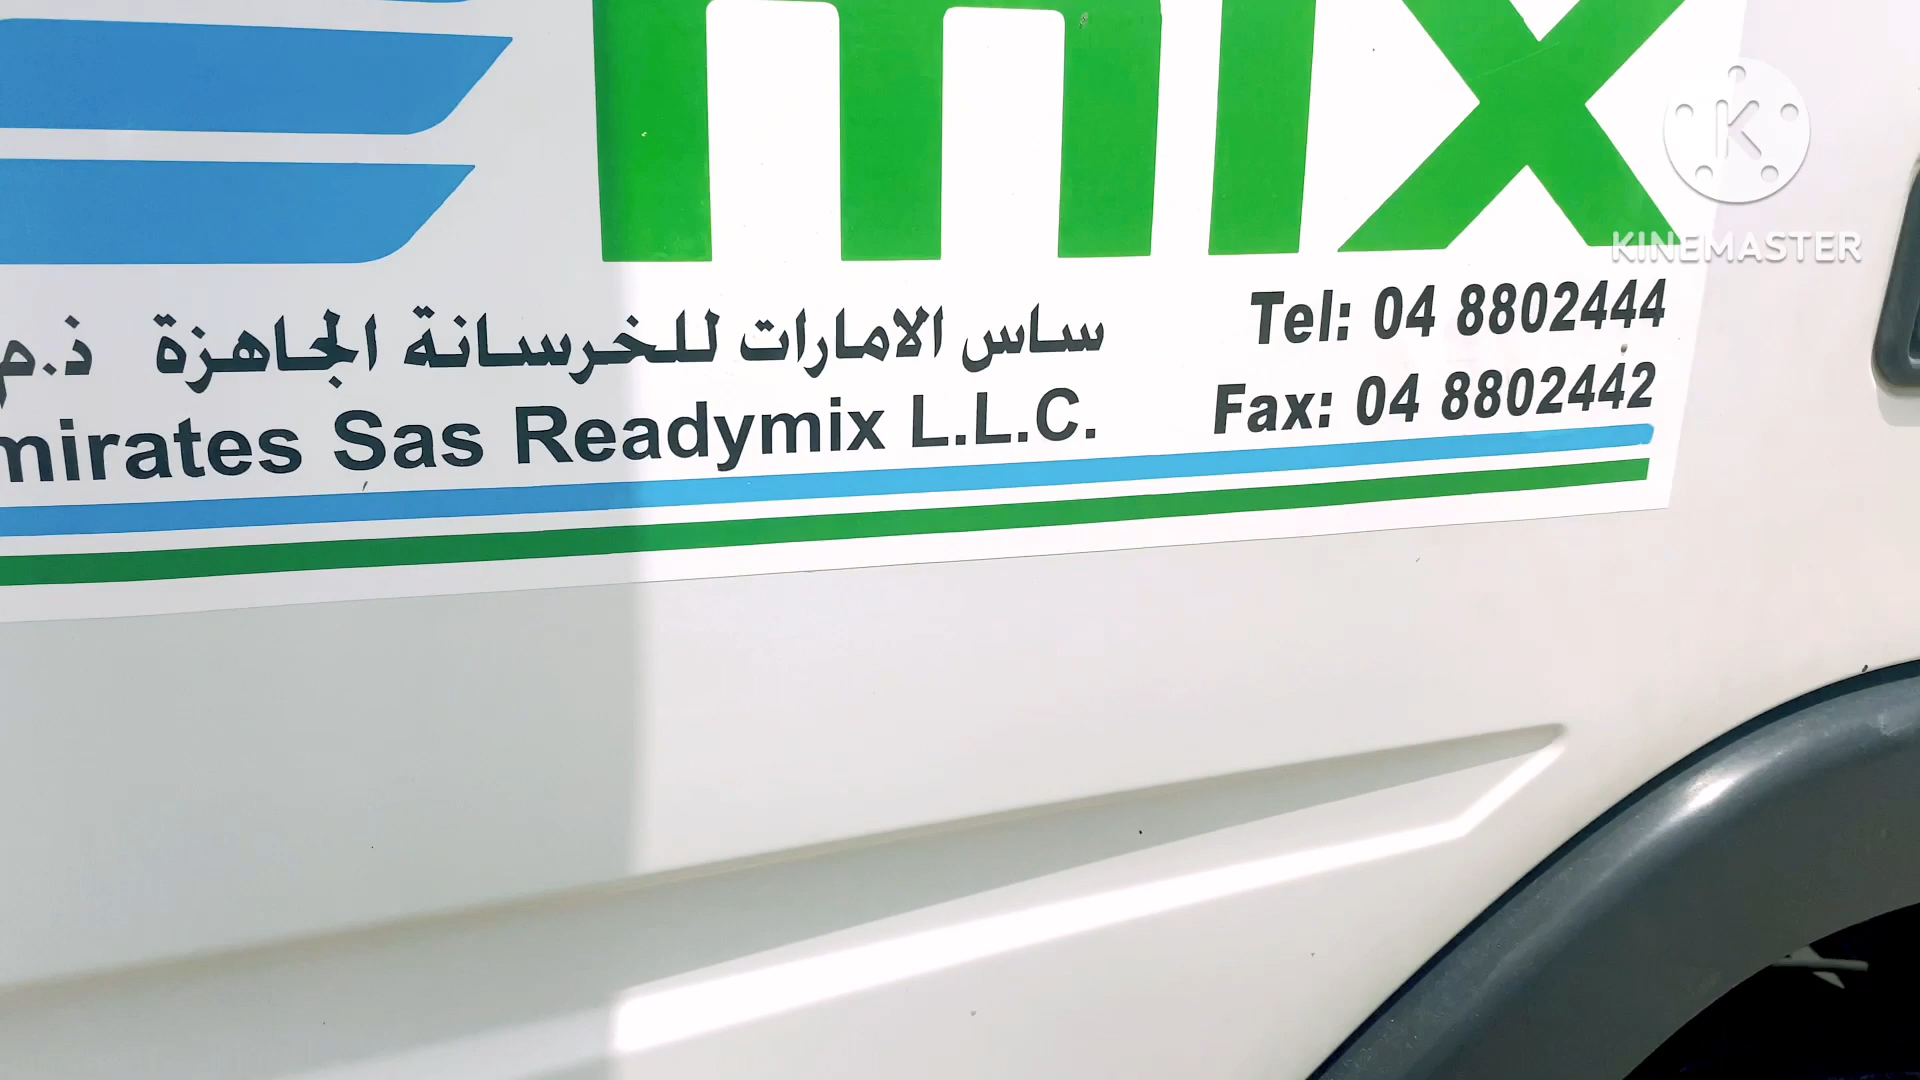 mix
ساس الامارات للخرسانة الجاهزة ذ.م
mirates Sas Readymix L.L.C.
Tel: 04 8802444
Fax: 04 8802442
KINEMASTER